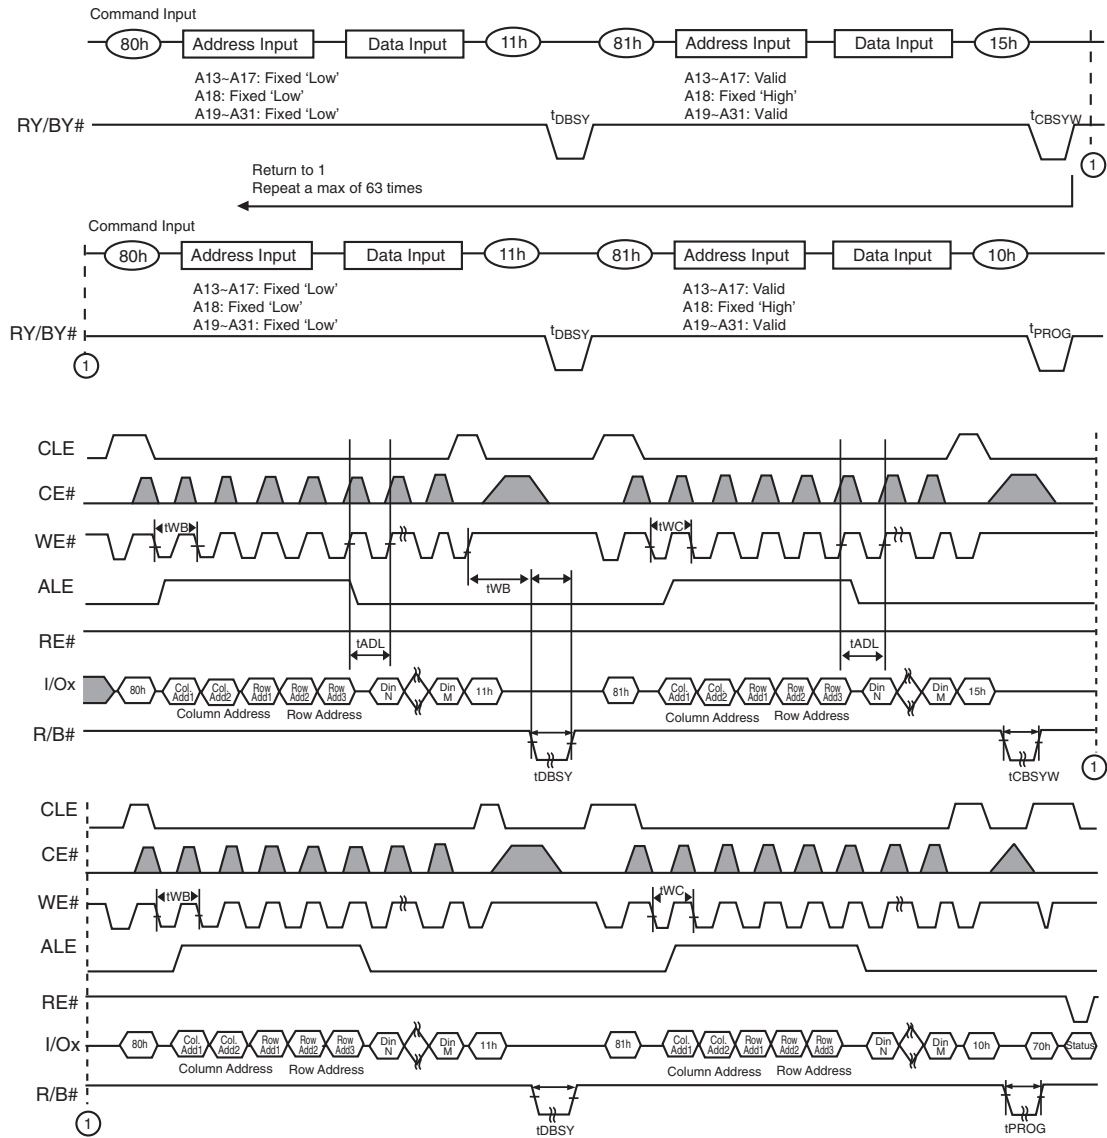 Command Input
80h Address Input Data Input 11h 81h Address Input Data Input 15h
A13~A17: Fixed ‘Low’ A13~A17: Valid
A18: Fixed ‘Low’ A18: Fixed ‘High’
A19~A31: Fixed ‘Low’ A19~A31: Valid
RY/BY# tDBSY tCBSYW
1
Return to 1
Repeat a max of 63 times
Command Input
80h Address Input Data Input 11h 81h Address Input Data Input 10h
A13~A17: Fixed ‘Low’ A13~A17: Valid
A18: Fixed ‘Low’ A18: Fixed ‘High’
A19~A31: Fixed ‘Low’ A19~A31: Valid
RY/BY# tDBSY tPROG
1
CLE
CE#
WE# tWB tWC
ALE tWB
RE# tADL tADL
I/Ox 80h Col. Add1 Col. Add2 Row Add1 Row Add2 Row Add3 Din N Din M 11h 81h Col. Add1 Col. Add2 Row Add1 Row Add2 Row Add3 Din N Din M 15h
Column Address Row Address Column Address Row Address
R/B#
tDBSY tCBSYW 1
CLE
CE#
WE# tWB tWC
ALE
RE#
I/Ox 80h Col. Add1 Col. Add2 Row Add1 Row Add2 Row Add3 Din N Din M 11h 81h Col. Add1 Col. Add2 Row Add1 Row Add2 Row Add3 Din N Din M 10h 70h Status
Column Address Row Address Column Address Row Address
R/B#
1 tDBSY tPROG